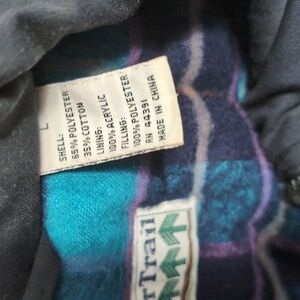 L
SHELL:
65% POLYESTER
35% COTTON
LINING:
100% ACRYLIC
FILLING:
100% POLYESTER
RN 44391
MADE IN CHINA
rTrail